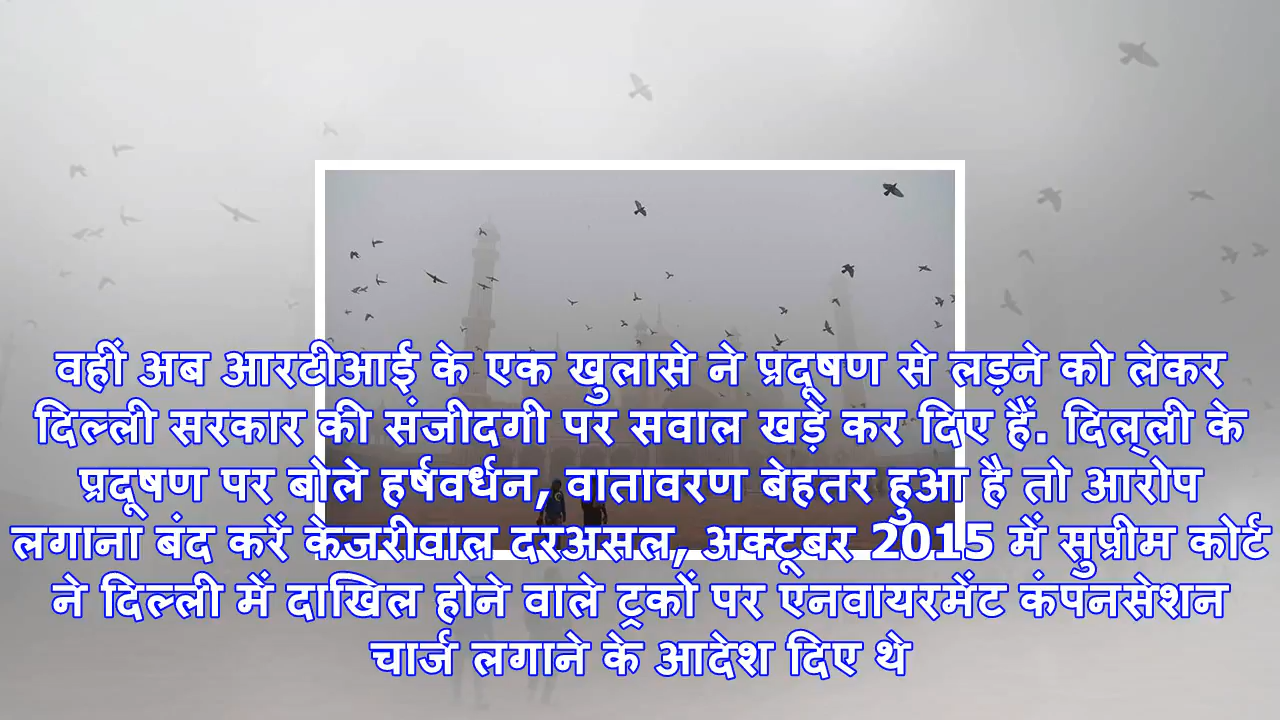 वहीं अब आरटीआई के एक खुलासे ने प्रदूषण से लड़ने को लेकर
दिल्ली सरकार की संजीदगी पर सवाल खड़े कर दिए हैं. दिल्‌ली के
प्रदूषण पर बोले हर्षवर्धन, वातावरण बेहतर हुआ है तो आरोप
लगाना बंद करें केजरीवाल दरअसल, अक्टूबर 2015 में सुप्रीम कोर्ट
ने दिल्ली में दाखिल होने वाले ट्रकों पर एनवायरमेंट कंपनसेशन
चार्ज लगाने के आदेश दिए थे